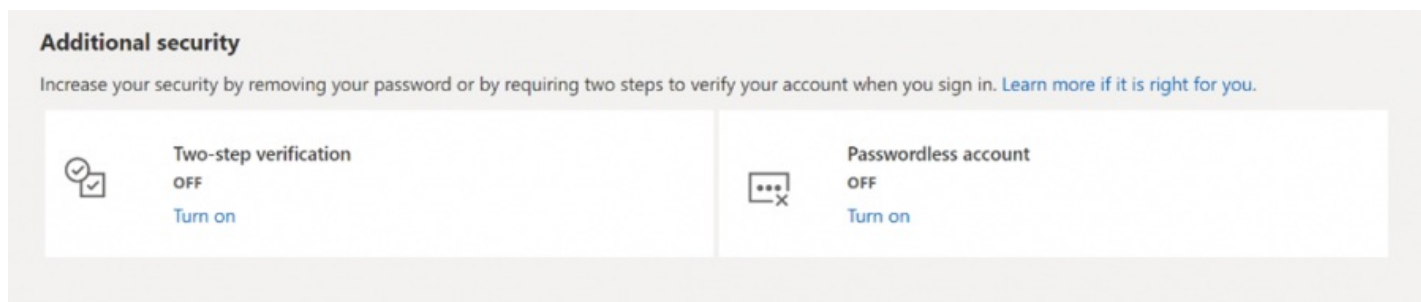 Additional security
Increase your security by removing your password or by requiring two steps to verify your account when you sign in. Learn more if it is right for you.
Two-step verification
OFF
Turn on
Passwordless account
OFF
Turn on